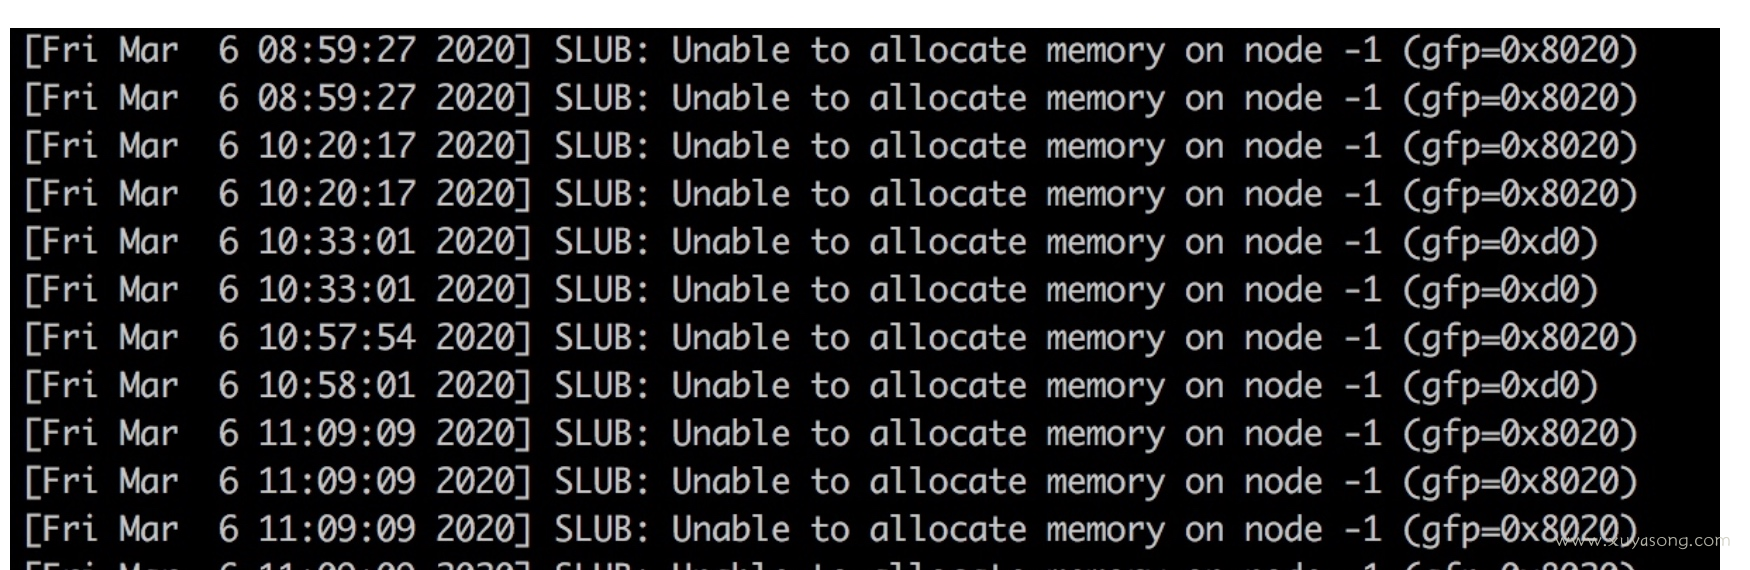 [Fri Mar  6 08:59:27 2020] SLUB: Unable to allocate memory on node -1 (gfp=0x8020)
[Fri Mar  6 08:59:27 2020] SLUB: Unable to allocate memory on node -1 (gfp=0x8020)
[Fri Mar  6 10:20:17 2020] SLUB: Unable to allocate memory on node -1 (gfp=0x8020)
[Fri Mar  6 10:20:17 2020] SLUB: Unable to allocate memory on node -1 (gfp=0x8020)
[Fri Mar  6 10:33:01 2020] SLUB: Unable to allocate memory on node -1 (gfp=0xd0)
[Fri Mar  6 10:33:01 2020] SLUB: Unable to allocate memory on node -1 (gfp=0xd0)
[Fri Mar  6 10:57:54 2020] SLUB: Unable to allocate memory on node -1 (gfp=0x8020)
[Fri Mar  6 10:58:01 2020] SLUB: Unable to allocate memory on node -1 (gfp=0xd0)
[Fri Mar  6 11:09:09 2020] SLUB: Unable to allocate memory on node -1 (gfp=0x8020)
[Fri Mar  6 11:09:09 2020] SLUB: Unable to allocate memory on node -1 (gfp=0x8020)
[Fri Mar  6 11:09:09 2020] SLUB: Unable to allocate memory on node -1 (gfp=0x8020)
www.xuyasong.com